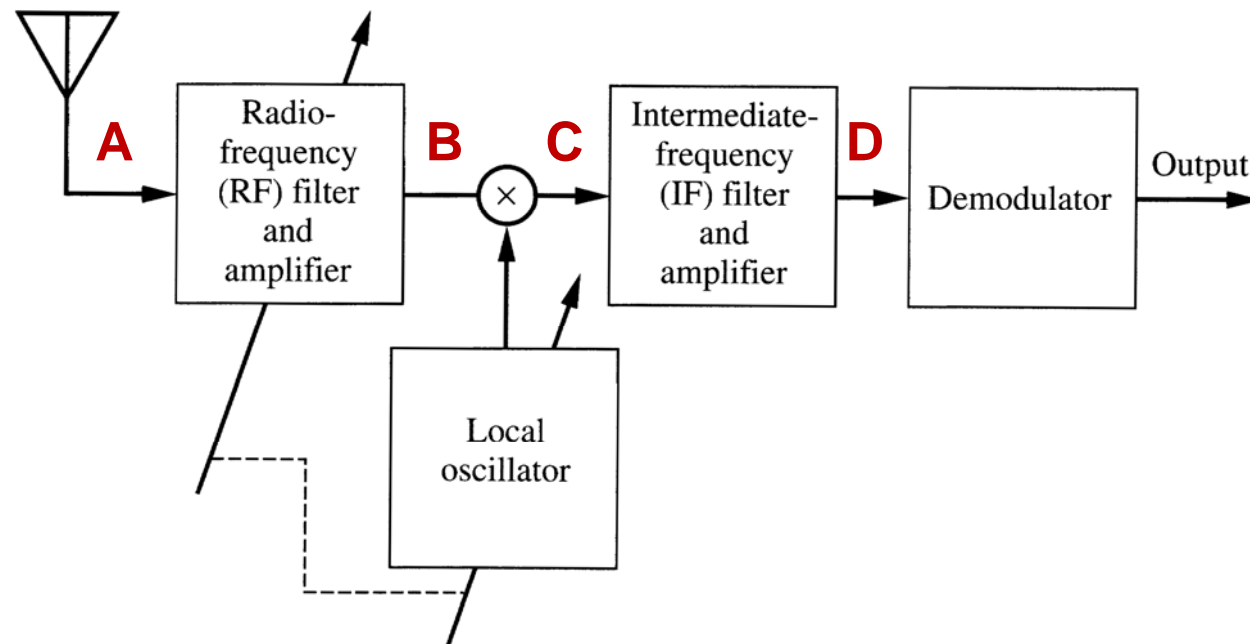 A
Radio-
frequency
(RF) filter
and
amplifier
B
×
C
Intermediate-
frequency
(IF) filter
and
amplifier
D
Demodulator
Output
Local
oscillator